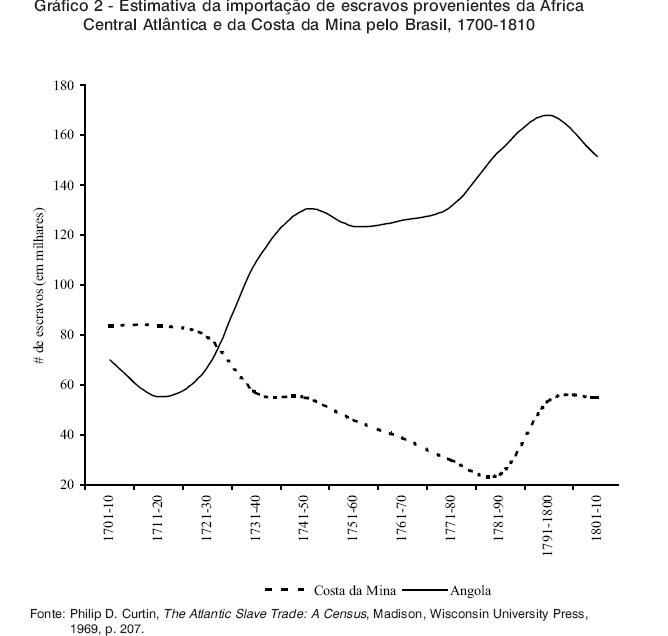 Gráfico 2 - Estimativa da importação de escravos provenientes da África
Central Atlântica e da Costa da Mina pelo Brasil, 1700-1810
180
160
140
120
100
80
60
40
20
# de escravos (em milhares)
1701-10
1711-20
1721-30
1731-40
1741-50
1751-60
1761-70
1771-80
1781-90
1791-1800
1801-10
Costa da Mina
Angola
Fonte: Philip D. Curtin, The Atlantic Slave Trade: A Census, Madison, Wisconsin University Press,
1969, p. 207.